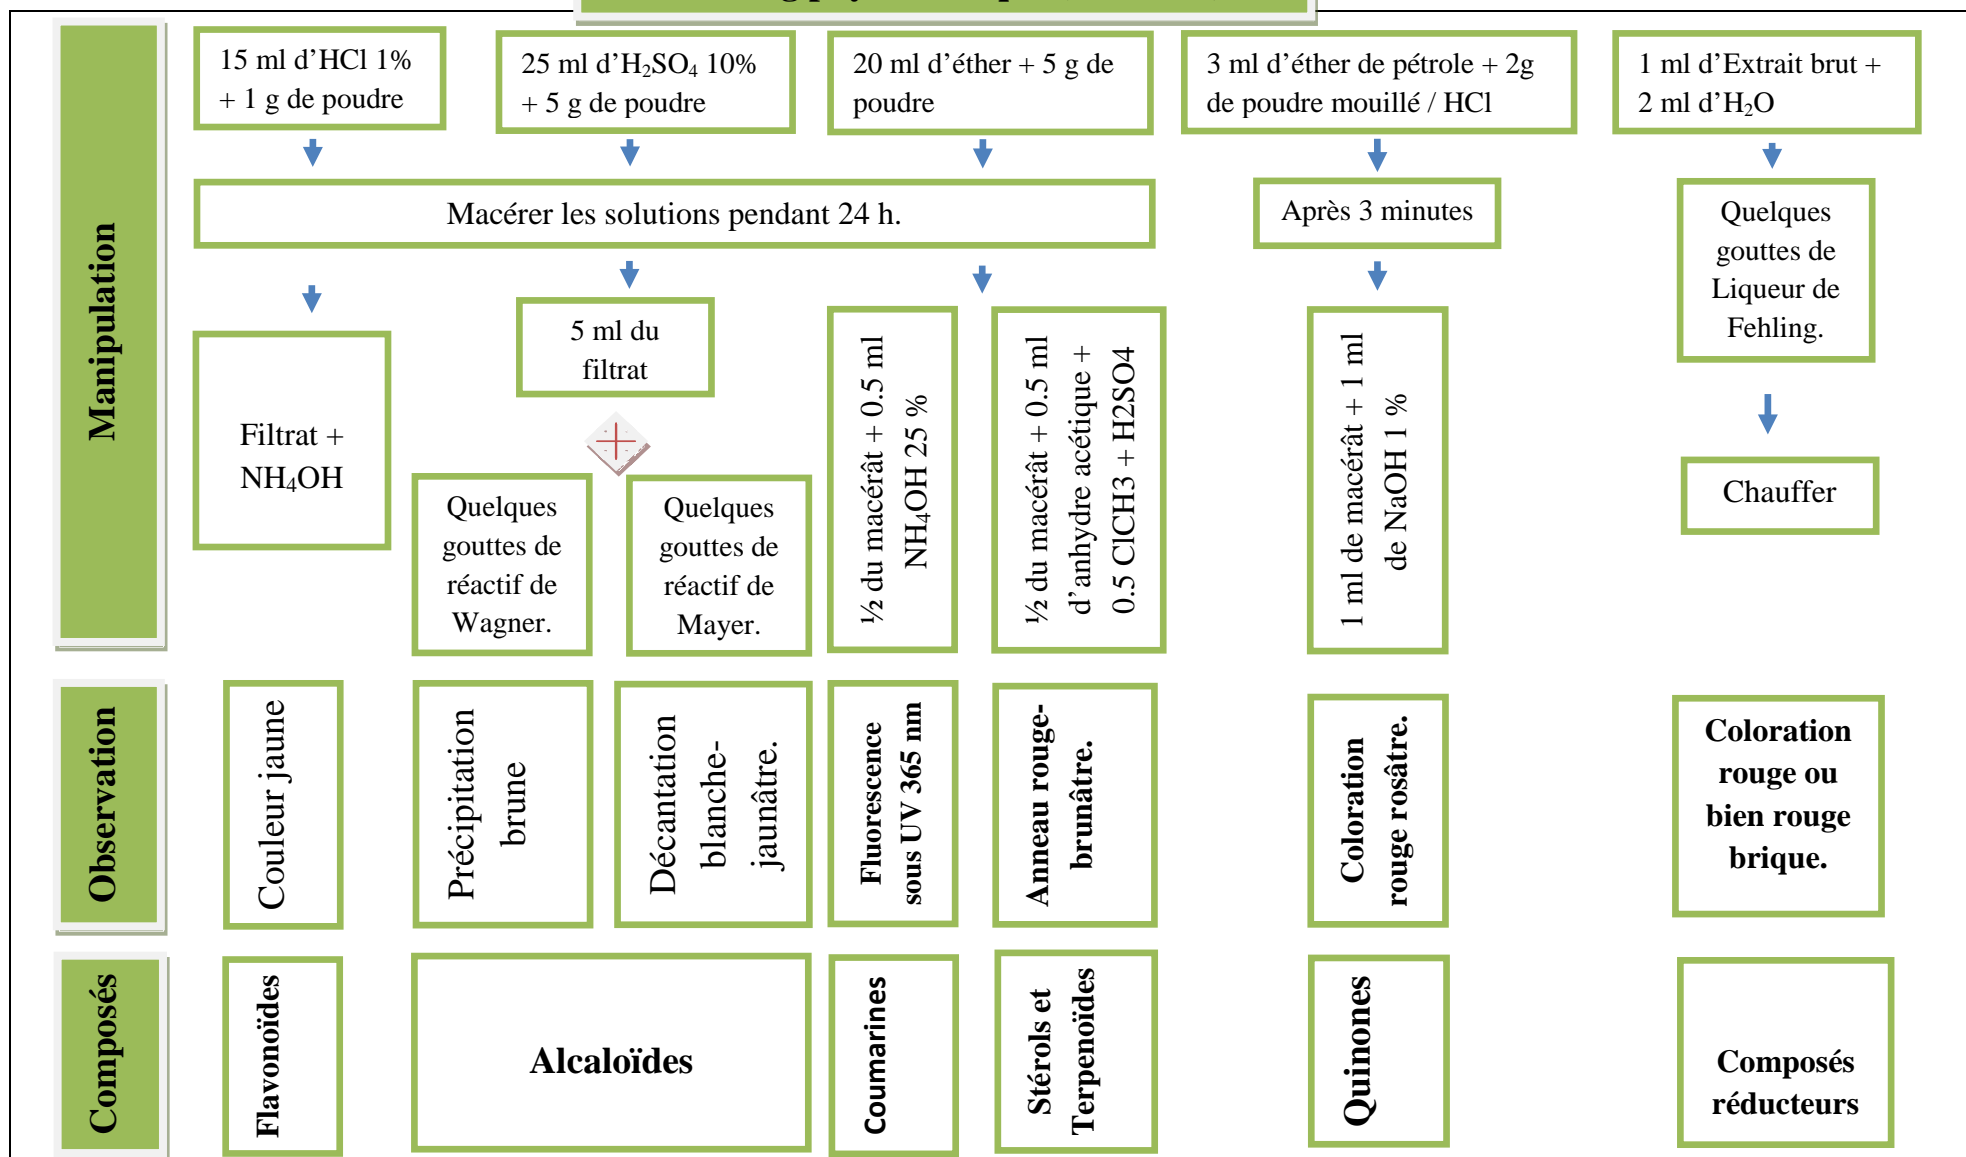 Manipulation
15 ml d’HCl 1%
+ 1 g de poudre
25 ml d’H₂SO₄ 10%
+ 5 g de poudre
20 ml d’éther + 5 g de
poudre
3 ml d’éther de pétrole + 2g
de poudre mouillé / HCl
1 ml d’Extrait brut +
2 ml d’H₂O
Macérer les solutions pendant 24 h.
Après 3 minutes
Quelques
gouttes de
Liqueur de
Fehling.
Filtrat +
NH₄OH
5 ml du
filtrat
Quelques
gouttes de
réactif de
Wagner.
Quelques
gouttes de
réactif de
Mayer.
½ du macérât + 0.5 ml
NH₄OH 25 %
½ du macérât + 0.5 ml
d’anhydre acétique +
0.5 ClCH3 + H2SO4
1 ml de macérât + 1 ml
de NaOH 1 %
Chauffer
Observation
Couleur jaune
Précipitation
brune
Décantation
blanche-
jaunâtre.
Fluorescence
sous UV 365 nm
Anneau rouge-
brunâtre.
Coloration
rouge rosâtre.
Coloration
rouge ou
bien rouge
brique.
Composés
Flavonoïdes
Alcaloïdes
Coumarines
Stérols et
Terpenoïdes
Quinones
Composés
réducteurs